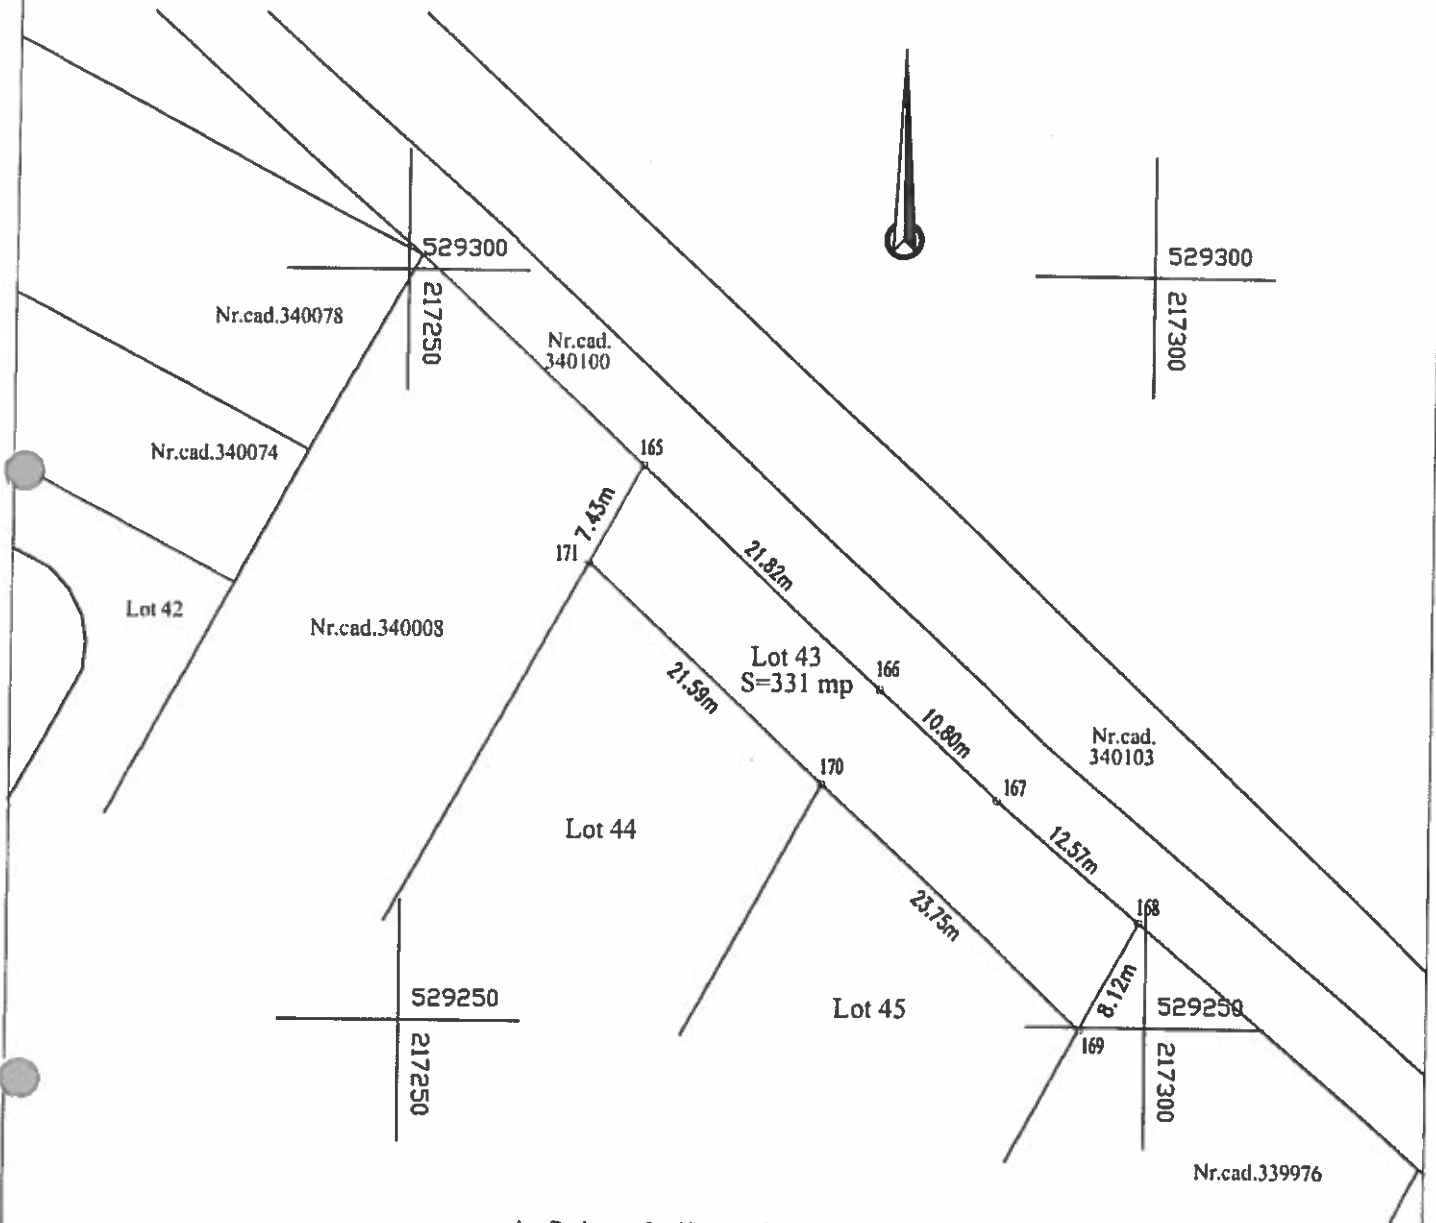 529300
217250
529300
217300
Nr.cad.340078
Nr.cad.
340100
Nr.cad.340074
165
7.43m
171
21.82m
Lot 42
Nr.cad.340008
Lot 43
S=331 mp
166
21.59m
10.80m
Nr.cad.
340103
170
167
Lot 44
12.57m
23.75m
168
8.12m
529250
217250
Lot 45
529250
169
217300
Nr.cad.339976